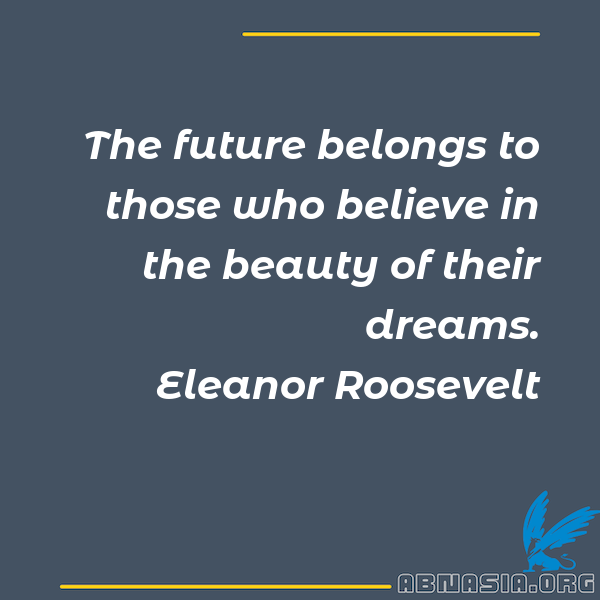 The future belongs to
those who believe in
the beauty of their
dreams.
Eleanor Roosevelt
ABNASIA.ORG